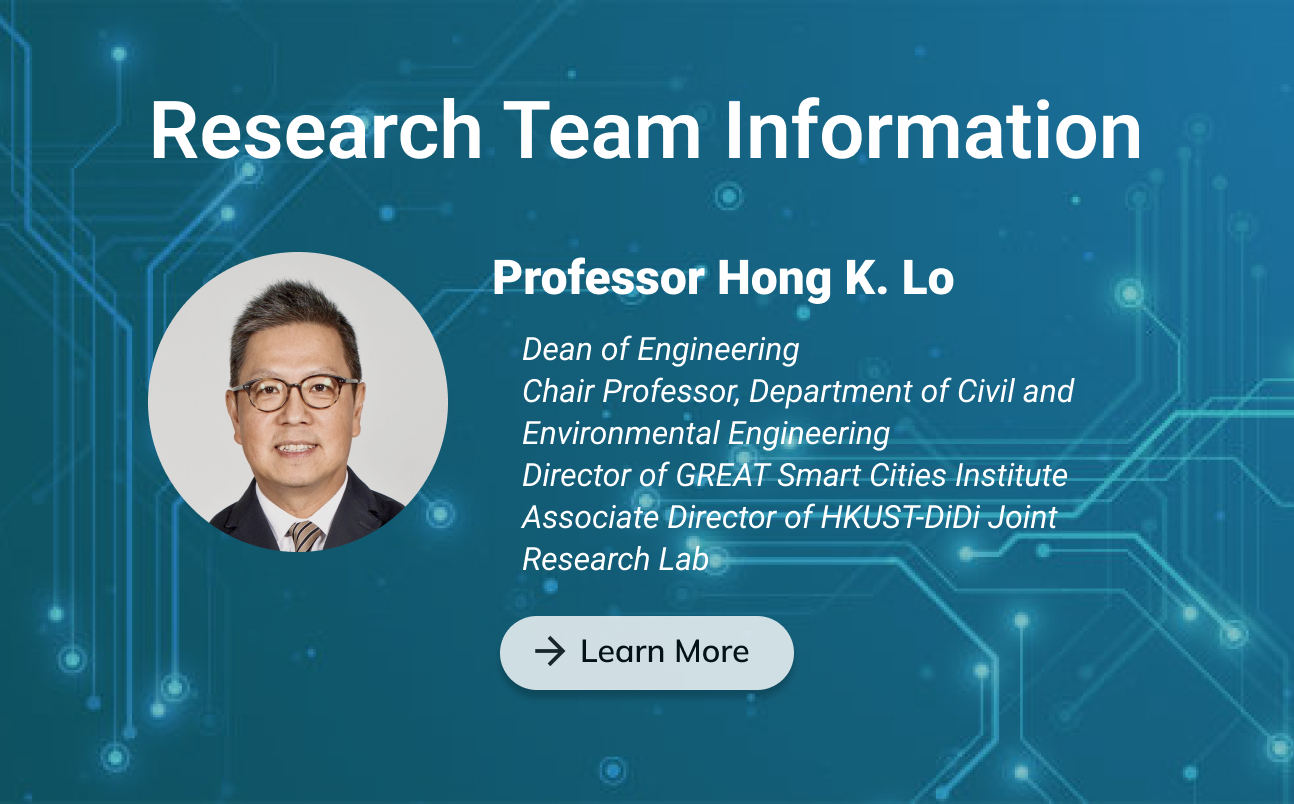 Research Team Information
Professor Hong K. Lo
Dean of Engineering
Chair Professor, Department of Civil and
Environmental Engineering
Director of GREAT Smart Cities Institute
Associate Director of HKUST-DiDi Joint
Research Lab
Learn More